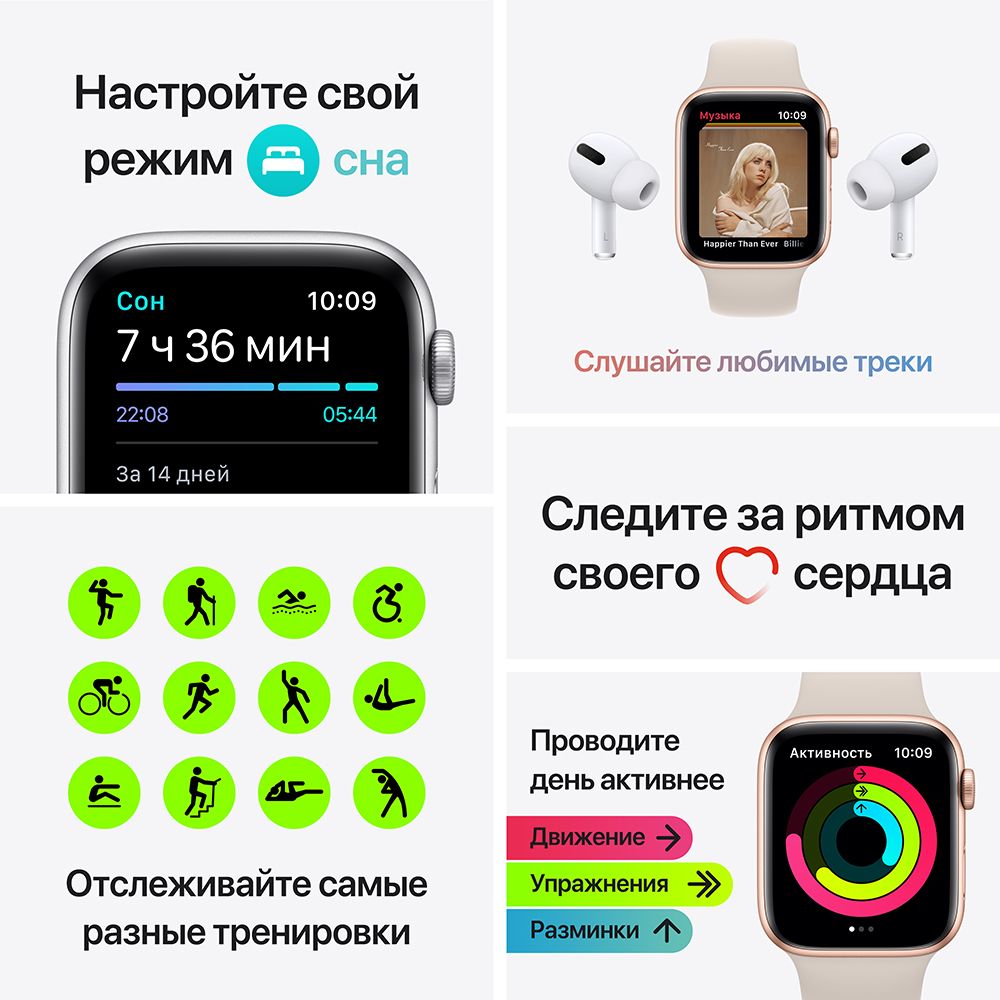 Настройте свой
режим сна
Сон 10:09
7 ч 36 мин
22:08 05:44
За 14 дней
Музыка 10:09
Happier Than Ever Billie
L R
Слушайте любимые треки
Следите за ритмом
своего сердца
Отслеживайте самые
разные тренировки
Проводите
день активнее
Движение
Упражнения
Разминки
Активность 10:09